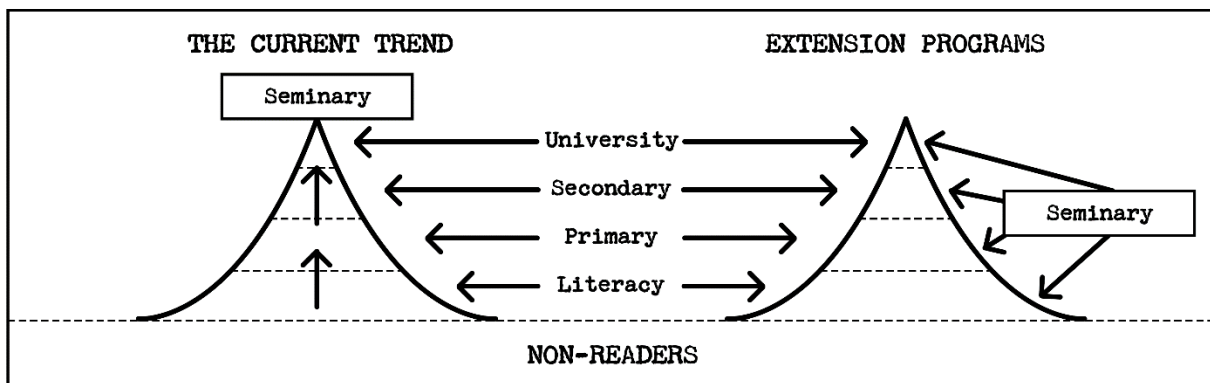 THE CURRENT TREND
EXTENSION PROGRAMS
Seminary
University
Secondary
Seminary
Primary
Literacy
NON-READERS